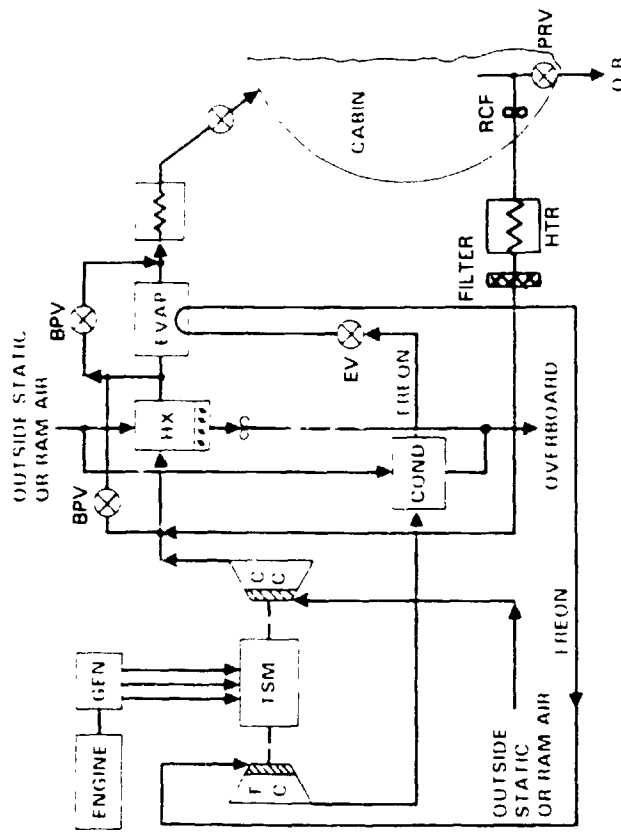 OUTSIDE STATIC
OR RAM AIR
BPV
BPV
ENGINE
GEN
HX
EVAP
TSM
C
C C
CABIN
EV
FREON
COND
FILTER
HTR
RCF
PRV
OVERBOARD
OUTSIDE
STATIC
OR RAM AIR
FREON